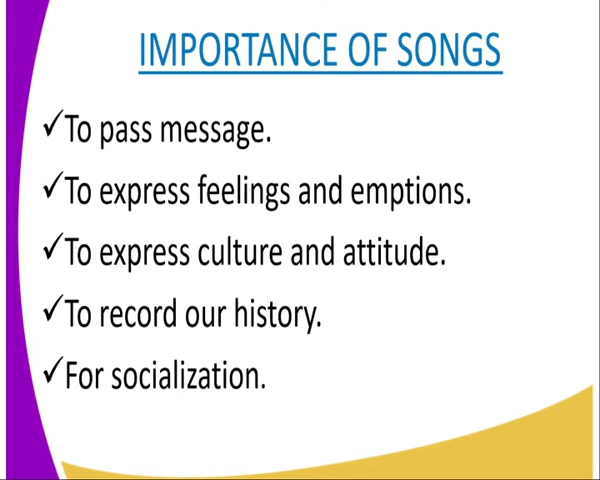 IMPORTANCE OF SONGS
✓To pass message.
✓To express feelings and emptions.
✓To express culture and attitude.
✓To record our history.
✓For socialization.